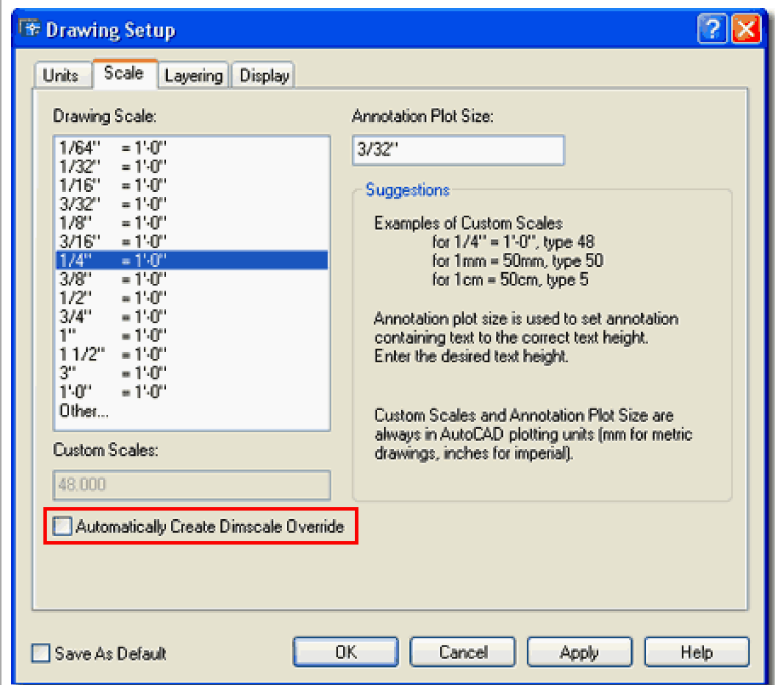 Drawing Setup
Units Scale Layering Display
Drawing Scale:
1/64" = 1'-0"
1/32" = 1'-0"
1/16" = 1'-0"
3/32" = 1'-0"
1/8" = 1'-0"
3/16" = 1'-0"
1/4" = 1'-0"
3/8" = 1'-0"
1/2" = 1'-0"
3/4" = 1'-0"
1" = 1'-0"
1 1/2" = 1'-0"
3" = 1'-0"
1'-0" = 1'-0"
Other...
Custom Scales:
48.000
Automatically Create Dimscale Override
Annotation Plot Size:
3/32"
Suggestions
Examples of Custom Scales
for 1/4" = 1'-0", type 48
for 1mm = 50mm, type 50
for 1cm = 50cm, type 5
Annotation plot size is used to set annotation
containing text to the correct text height.
Enter the desired text height.
Custom Scales and Annotation Plot Size are
always in AutoCAD plotting units (mm for metric
drawings, inches for imperial).
Save As Default
OK Cancel Apply Help